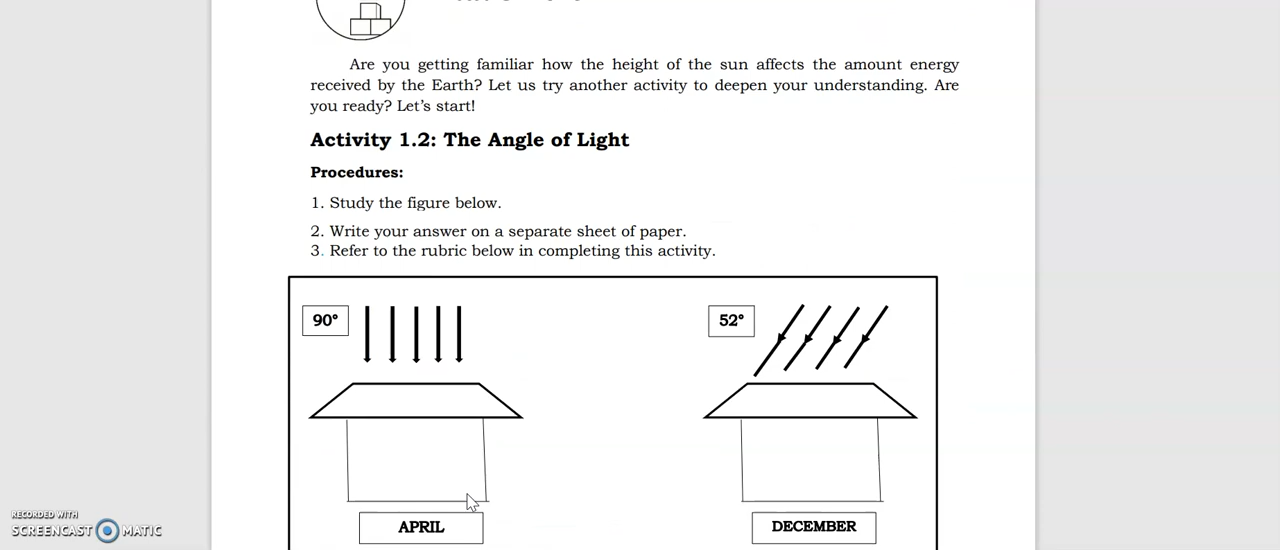 Are you getting familiar how the height of the sun affects the amount energy
received by the Earth? Let us try another activity to deepen your understanding. Are
you ready? Let's start!
Activity 1.2: The Angle of Light
Procedures:
1. Study the figure below.
2. Write your answer on a separate sheet of paper.
3. Refer to the rubric below in completing this activity.
90°
52°
APRIL
DECEMBER
RECORDED WITH
SCREENCAST MATIC